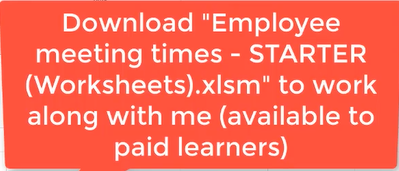 Download "Employee
meeting times - STARTER
(Worksheets).xlsm" to work
along with me (available to
paid learners)